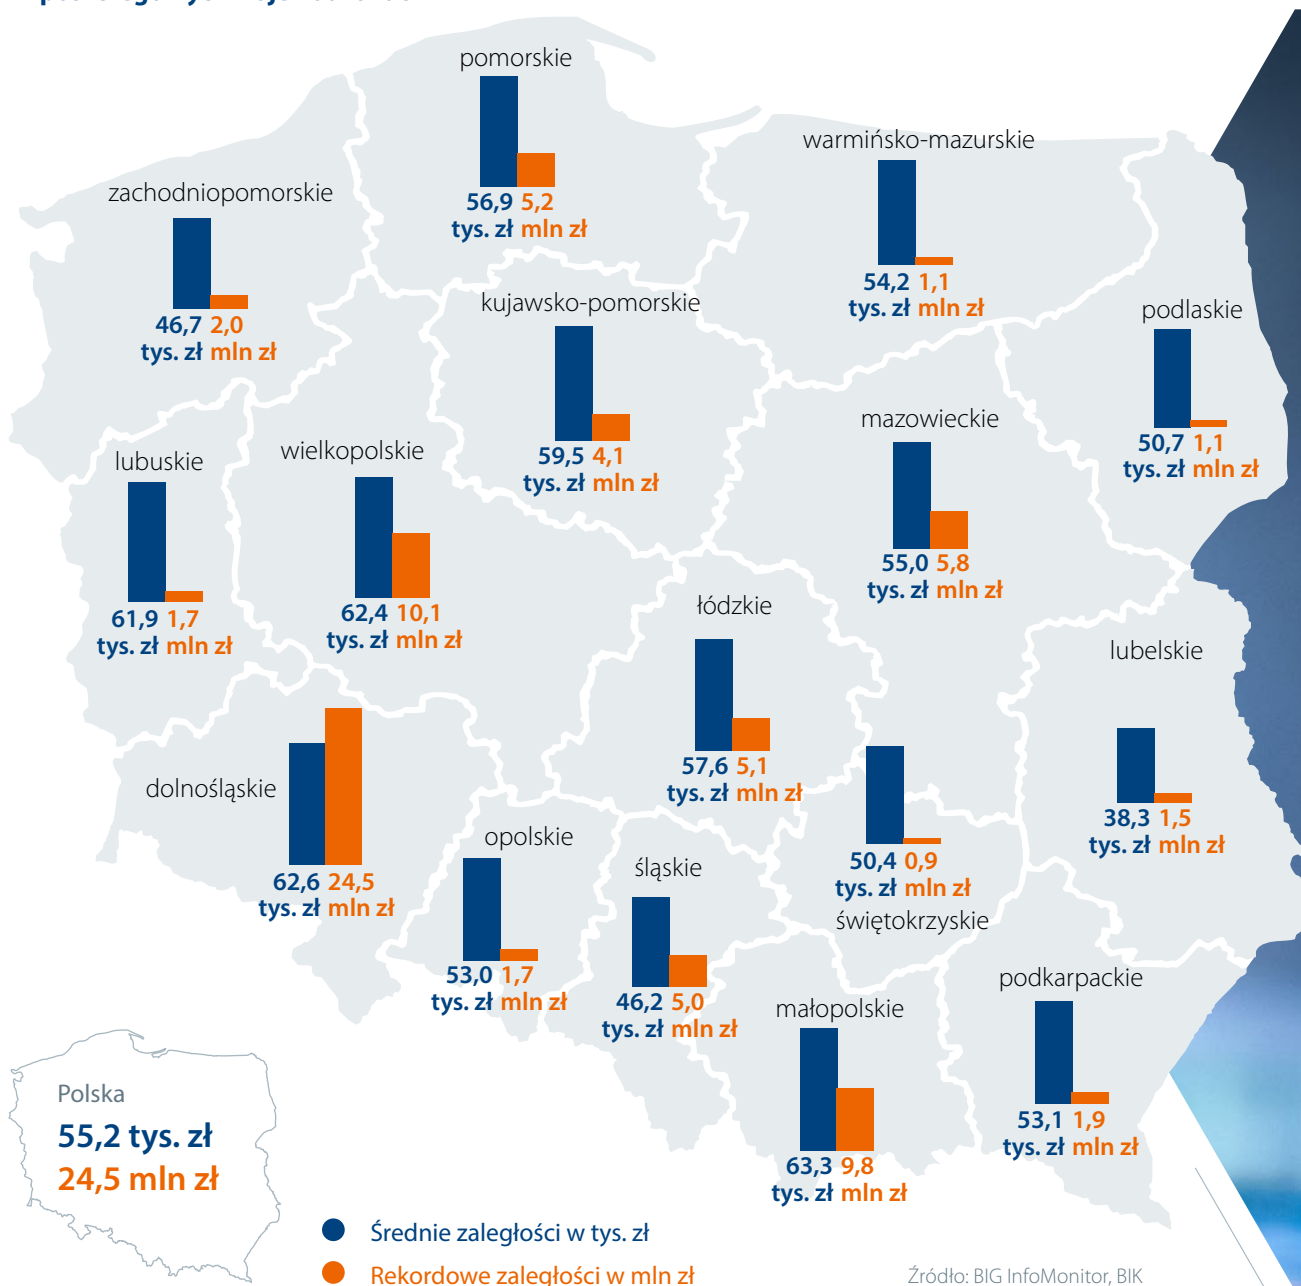 pomorskie
56,9 5,2
tys. zł mln zł
warmińsko-mazurskie
54,2 1,1
tys. zł mln zł
zachodniopomorskie
46,7 2,0
tys. zł mln zł
kujawsko-pomorskie
59,5 4,1
tys. zł mln zł
podlaskie
50,7 1,1
tys. zł mln zł
mazowieckie
55,0 5,8
tys. zł mln zł
lubuskie
61,9 1,7
tys. zł mln zł
wielkopolskie
62,4 10,1
tys. zł mln zł
łódzkie
57,6 5,1
tys. zł mln zł
lubelskie
38,3 1,5
tys. zł mln zł
dolnośląskie
62,6 24,5
tys. zł mln zł
opolskie
53,0 1,7
tys. zł mln zł
śląskie
46,2 5,0
tys. zł mln zł
50,4 0,9
tys. zł mln zł
świętokrzyskie
małopolskie
63,3 9,8
tys. zł mln zł
podkarpackie
53,1 1,9
tys. zł mln zł
Polska
55,2 tys. zł
24,5 mln zł
Średnie zaległości w tys. zł
Rekordowe zaległości w mln zł
Źródło: BIG InfoMonitor, BIK